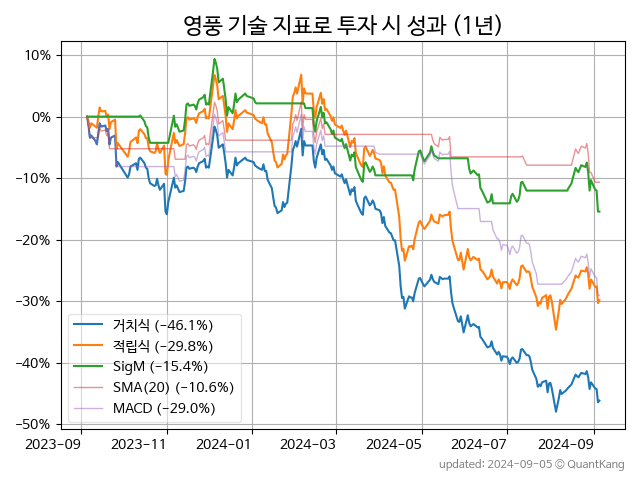 영풍 기술 지표로 투자 시 성과 (1년)
10%
0%
−10%
−20%
−30%
−40%
−50%
거치식 (−46.1%)
적립식 (−29.8%)
SigM (−15.4%)
SMA(20) (−10.6%)
MACD (−29.0%)
2023-09
2023-11
2024-01
2024-03
2024-05
2024-07
2024-09
updated: 2024-09-05 © QuantKang